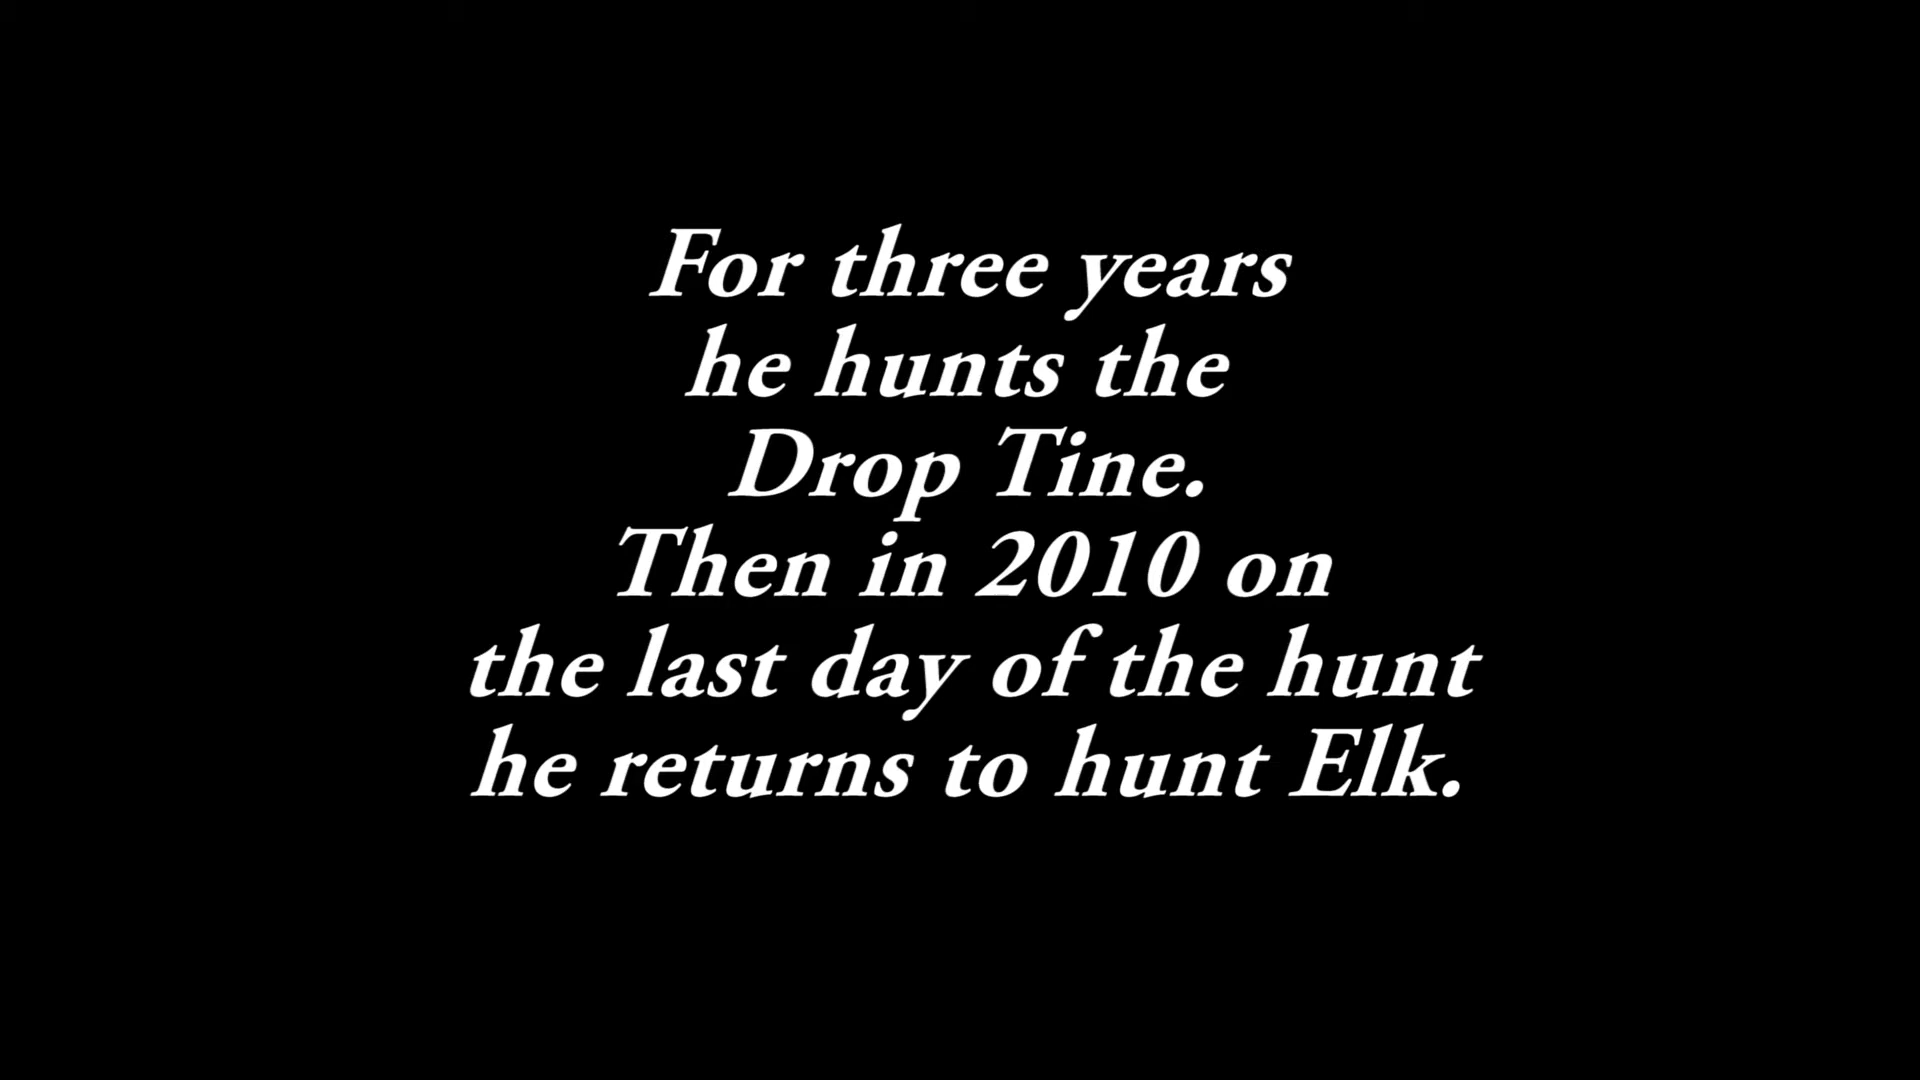 For three years
he hunts the
Drop Tine.
Then in 2010 on
the last day of the hunt
he returns to hunt Elk.